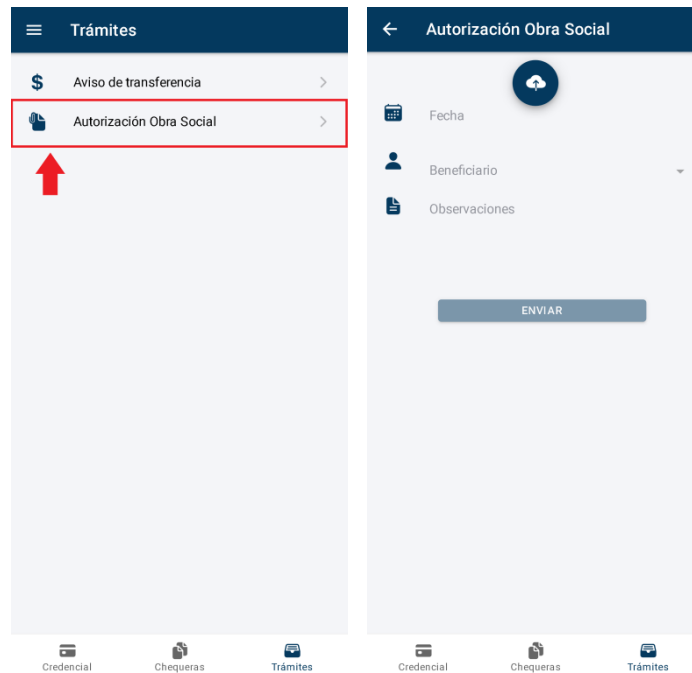 Trámites
Aviso de transferencia
Autorización Obra Social
Credencial
Chequeras
Trámites
Autorización Obra Social
Fecha
Beneficiario
Observaciones
ENVIAR
Credencial
Chequeras
Trámites